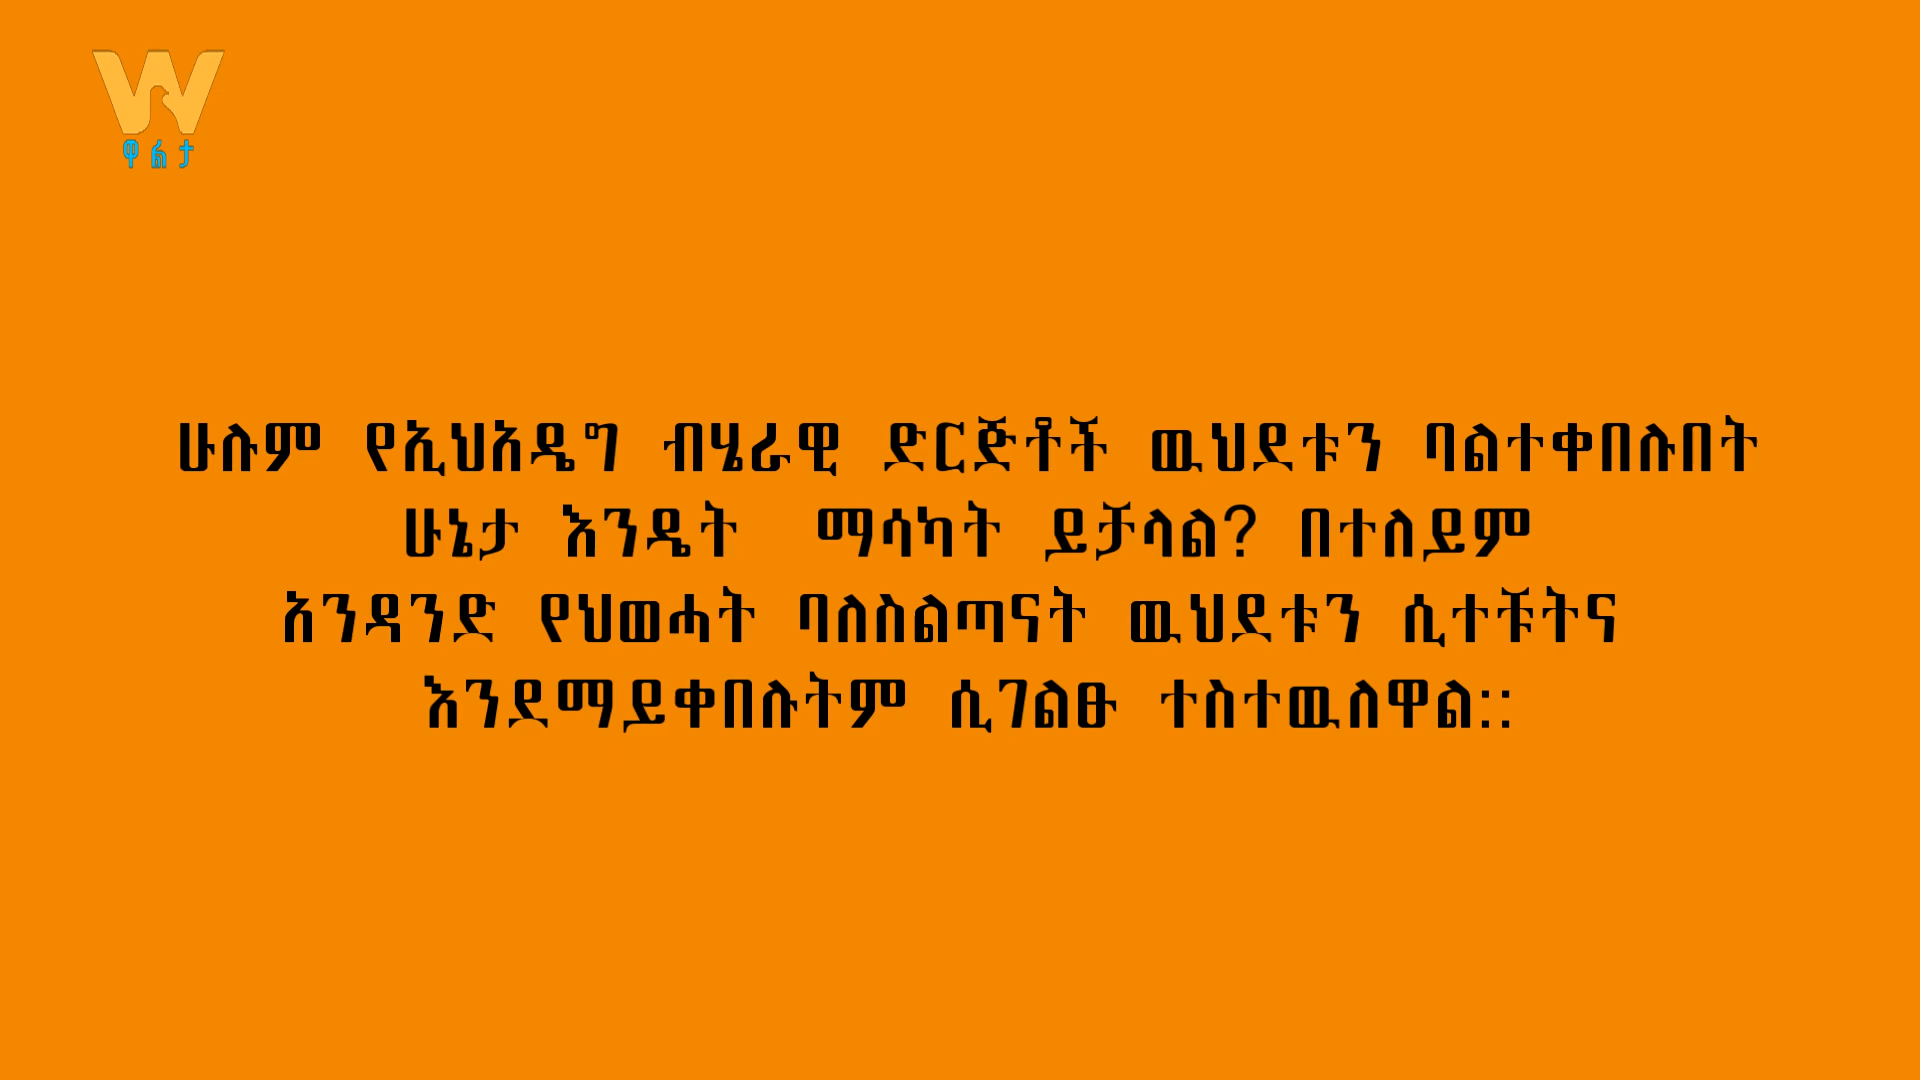 ዋልታ
ሁሉም የኢህአዴግ ብሄራዊ ድርጅቶች ዉህደቱን ባልተቀበሉበት
ሁኔታ እንዴት ማሳካት ይቻላል? በተለይም
አንዳንድ የህወሓት ባለስልጣናት ዉህደቱን ሲተቹትና
እንደማይቀበሉትም ሲገልፁ ተስተዉለዋል::